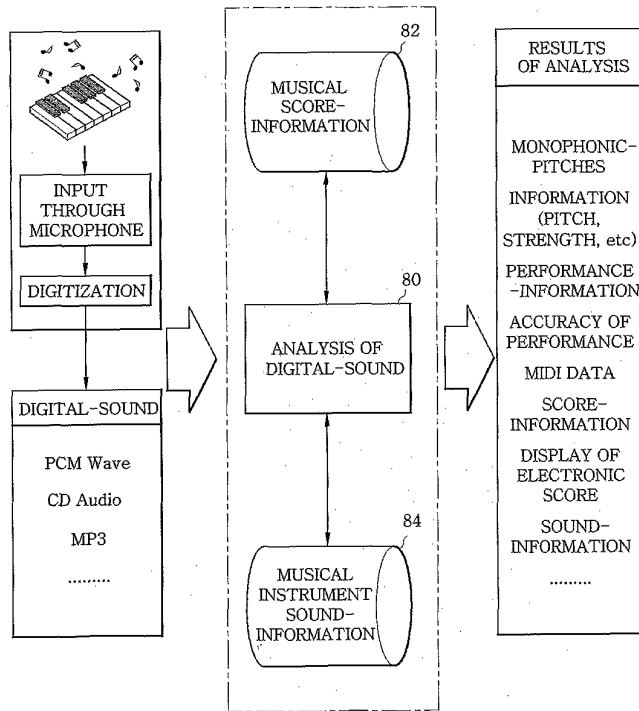 INPUT
THROUGH
MICROPHONE
DIGITIZATION
DIGITAL-SOUND
PCM Wave
CD Audio
MP3
.........
82
MUSICAL
SCORE-
INFORMATION
80
ANALYSIS OF
DIGITAL-SOUND
84
MUSICAL
INSTRUMENT
SOUND-
INFORMATION
RESULTS
OF ANALYSIS
MONOPHONIC-
PITCHES
INFORMATION
(PITCH,
STRENGTH, etc)
PERFORMANCE
-INFORMATION
ACCURACY OF
PERFORMANCE
MIDI DATA
SCORE-
INFORMATION
DISPLAY OF
ELECTRONIC
SCORE
SOUND-
INFORMATION
.........